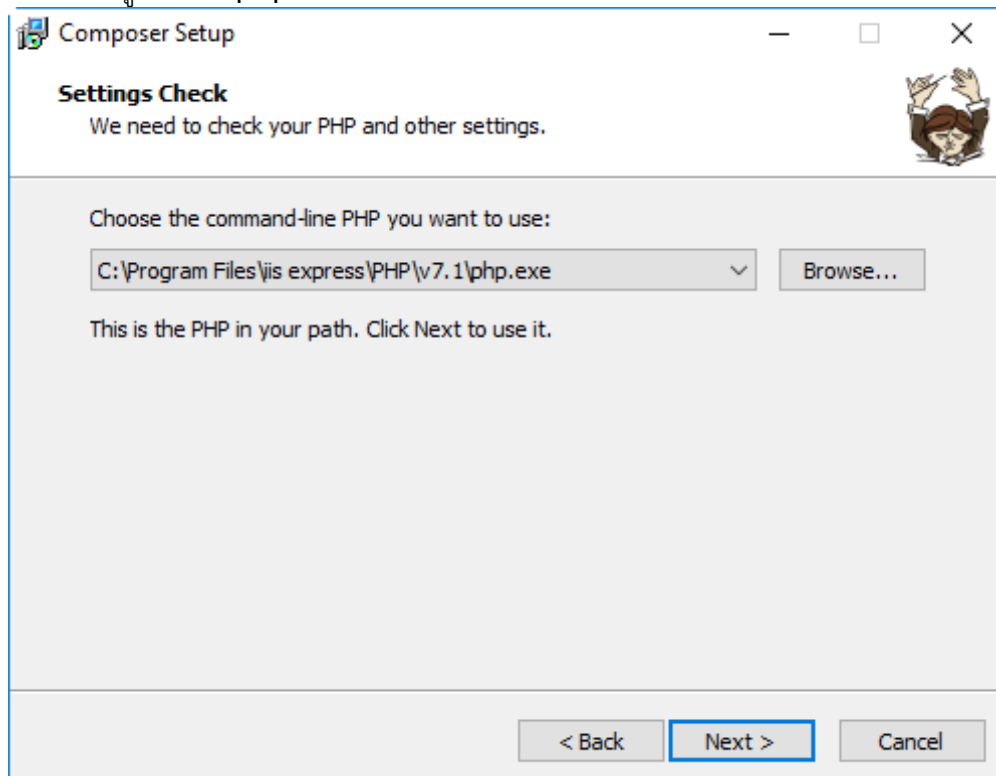 Composer Setup
Settings Check
We need to check your PHP and other settings.
Choose the command-line PHP you want to use:
C:\Program Files\iis express\PHP\v7.1\php.exe
Browse...
This is the PHP in your path. Click Next to use it.
< Back
Next >
Cancel